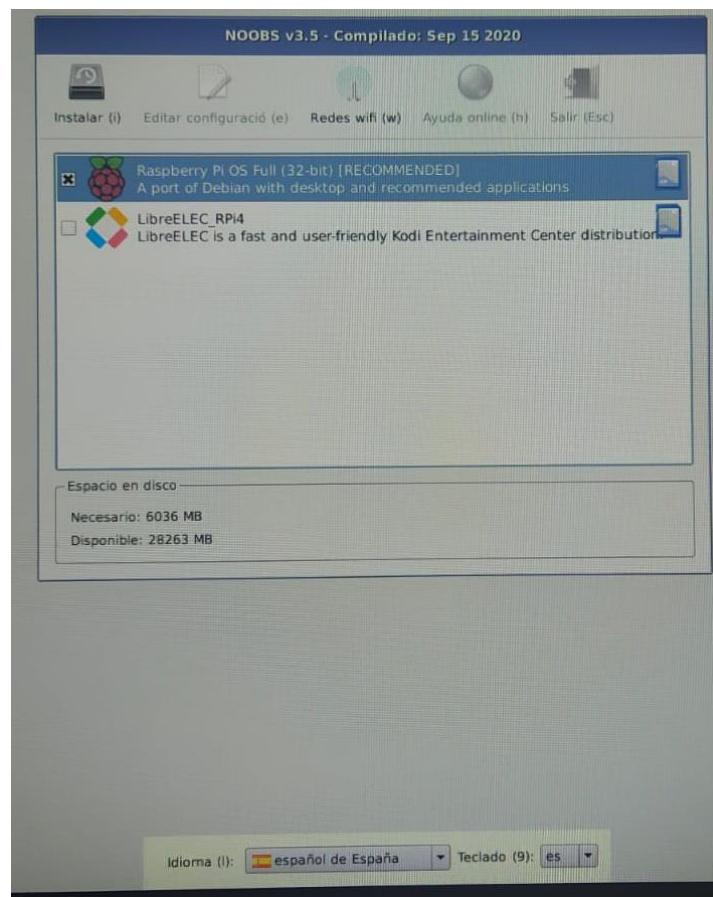 NOOBS v3.5 - Compilado: Sep 15 2020
Instalar (i) Editar configuració (e) Redes wifi (w) Ayuda online (h) Salir (Esc)
Raspberry Pi OS Full (32-bit) [RECOMMENDED]
A port of Debian with desktop and recommended applications
LibreELEC_RPi4
LibreELEC is a fast and user-friendly Kodi Entertainment Center distribution.
Espacio en disco
Necesario: 6036 MB
Disponible: 28263 MB
Idioma (l): español de España Teclado (9): es